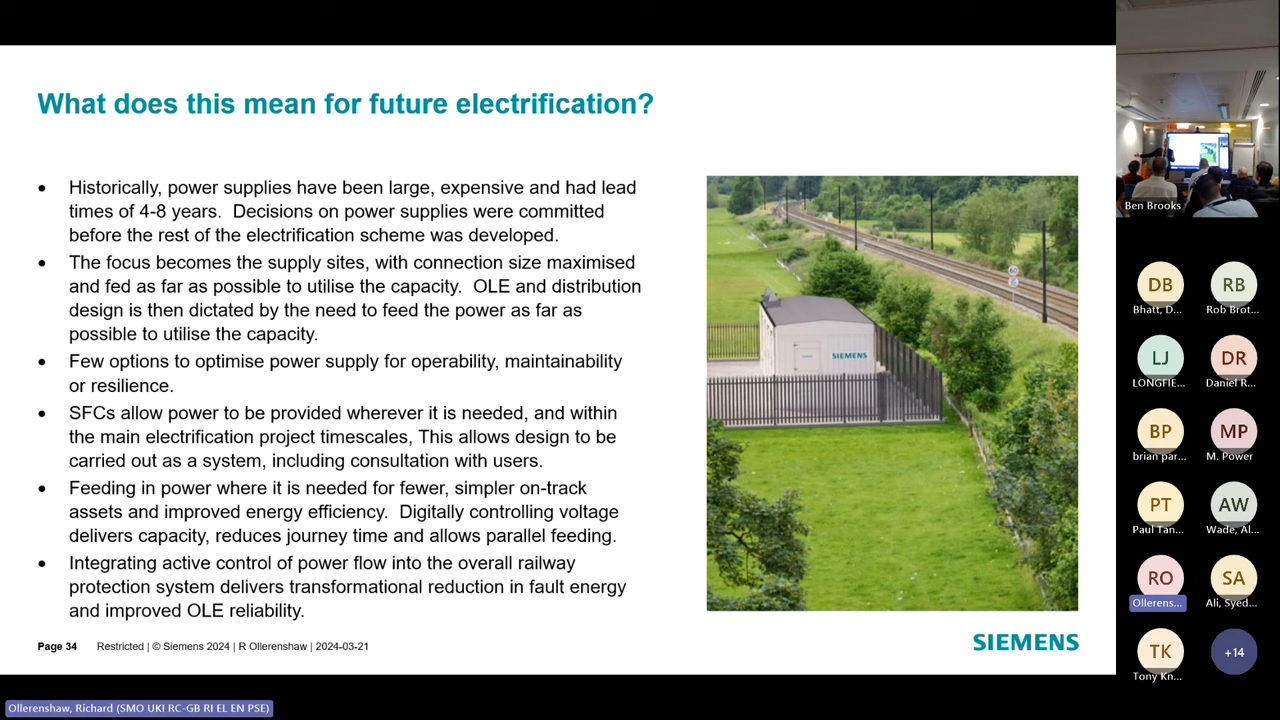 What does this mean for future electrification?
• Historically, power supplies have been large, expensive and had lead
times of 4-8 years. Decisions on power supplies were committed
before the rest of the electrification scheme was developed.
• The focus becomes the supply sites, with connection size maximised
and fed as far as possible to utilise the capacity. OLE and distribution
design is then dictated by the need to feed the power as far as
possible to utilise the capacity.
• Few options to optimise power supply for operability, maintainability
or resilience.
• SFCs allow power to be provided wherever it is needed, and within
the main electrification project timescales, This allows design to be
carried out as a system, including consultation with users.
• Feeding in power where it is needed for fewer, simpler on-track
assets and improved energy efficiency. Digitally controlling voltage
delivers capacity, reduces journey time and allows parallel feeding.
• Integrating active control of power flow into the overall railway
protection system delivers transformational reduction in fault energy
and improved OLE reliability.
SIEMENS
Page 34 Restricted | © Siemens 2024 | R Ollerenshaw | 2024-03-21
SIEMENS
Ollerenshaw, Richard (SMO UKI RC-GB RI EL EN PSE)
Ben Brooks
DB RB
Bhatt, D... Rob Brot...
LJ DR
LONGFIE... Daniel R...
BP MP
brian par... M. Power
PT AW
Paul Tan... Wade, Al...
RO SA
Ollerens... Ali, Syed...
TK +14
Tony Kn...